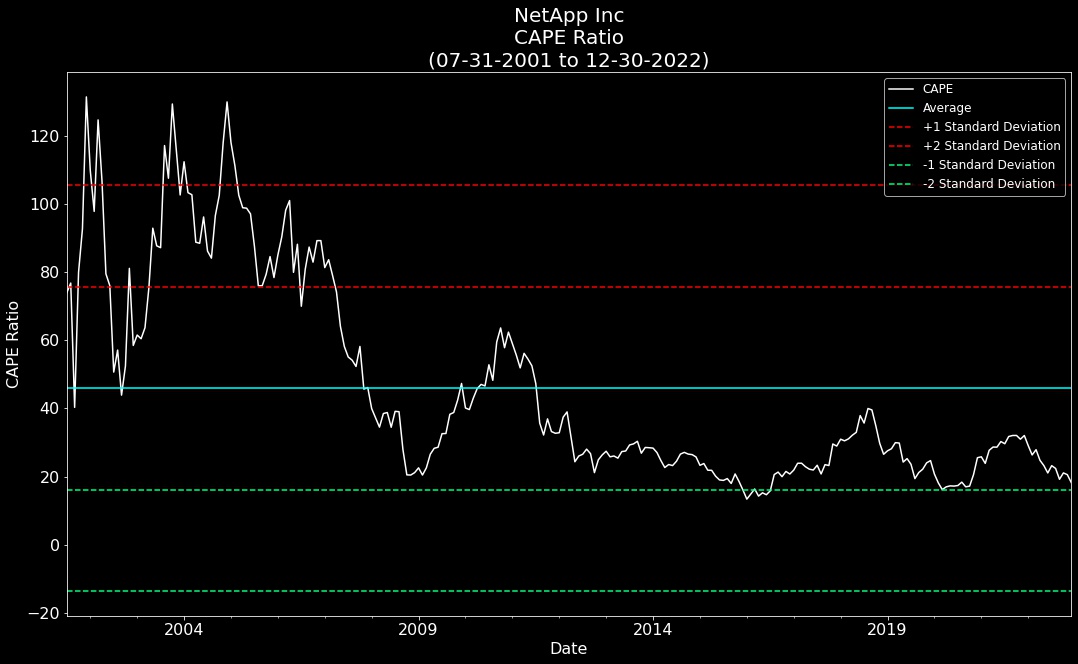 NetApp Inc
CAPE Ratio
(07-31-2001 to 12-30-2022)
CAPE
Average
+1 Standard Deviation
+2 Standard Deviation
-1 Standard Deviation
-2 Standard Deviation
CAPE Ratio
120
100
80
60
40
20
0
−20
2004
2009
2014
2019
Date